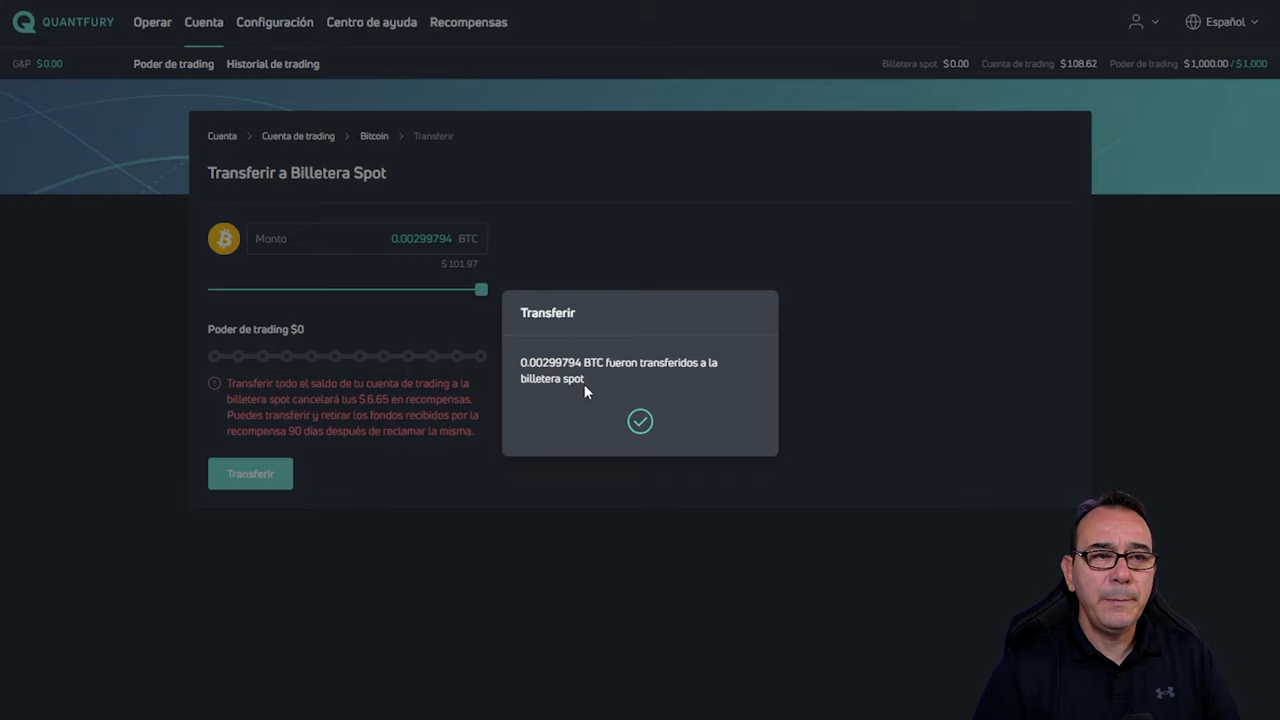 QUANTFURY Operar Cuenta Configuración Centro de ayuda Recompensas Español
G&P $0.00 Poder de trading Historial de trading Billetera spot $0.00 Cuenta de trading $108.62 Poder de trading $1,000.00 / $1,000
Cuenta > Cuenta de trading > Bitcoin > Transferir
Transferir a Billetera Spot
Monto 0.00299794 BTC
$101.97
Transferir
Poder de trading $0
0.00299794 BTC fueron transferidos a la
billetera spot
Transferir todo el saldo de tu cuenta de trading a la
billetera spot cancelará tus $6.65 en recompensas.
Puedes transferir y retirar los fondos recibidos por la
recompensa 90 días después de reclamar la misma.
Transferir